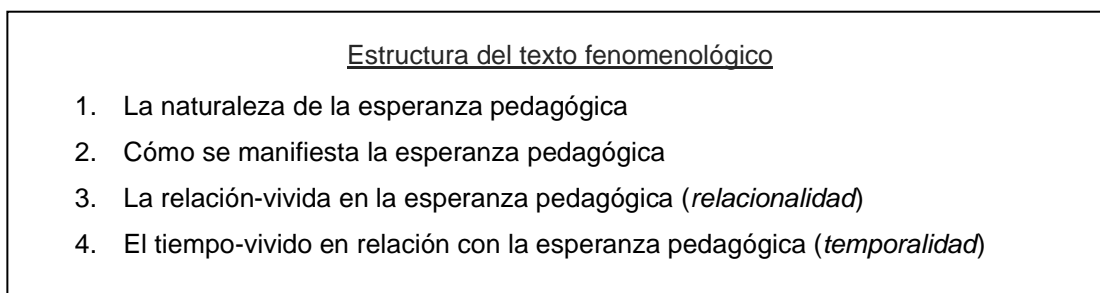 Estructura del texto fenomenológico
1. La naturaleza de la esperanza pedagógica
2. Cómo se manifiesta la esperanza pedagógica
3. La relación-vivida en la esperanza pedagógica (relacionalidad)
4. El tiempo-vivido en relación con la esperanza pedagógica (temporalidad)